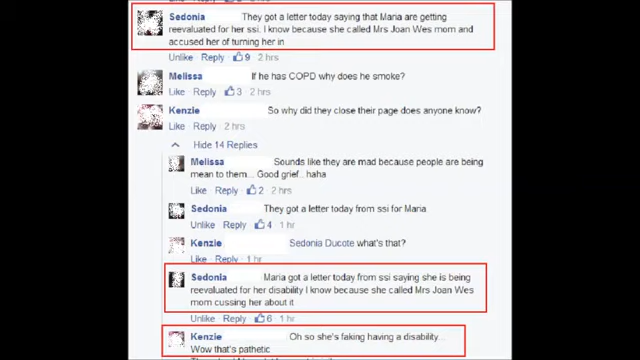 Sedonia They got a letter today saying that Maria are getting
reevaluated for her ssi. I know because she called Mrs Joan Wes mom and
accused her of turning her in
Unlike · Reply · 9 · 2 hrs
Melissa If he has COPD why does he smoke?
Like · Reply · 3 · 2 hrs
Kenzie So why did they close their page does anyone know?
Like · Reply · 2 hrs
Hide 14 Replies
Melissa Sounds like they are mad because people are being
mean to them... Good grief.. haha
Like · Reply · 2 · 2 hrs
Sedonia They got a letter today from ssi for Maria
Unlike · Reply · 4 · 1 hr
Kenzie Sedonia Ducote what's that?
Like · Reply · 1 hr
Sedonia Maria got a letter today from ssi saying she is being
reevaluated for her disability I know because she called Mrs Joan Wes
mom cussing her about it
Unlike · Reply · 6 · 1 hr
Kenzie Oh so she's faking having a disability...
Wow that's pathetic